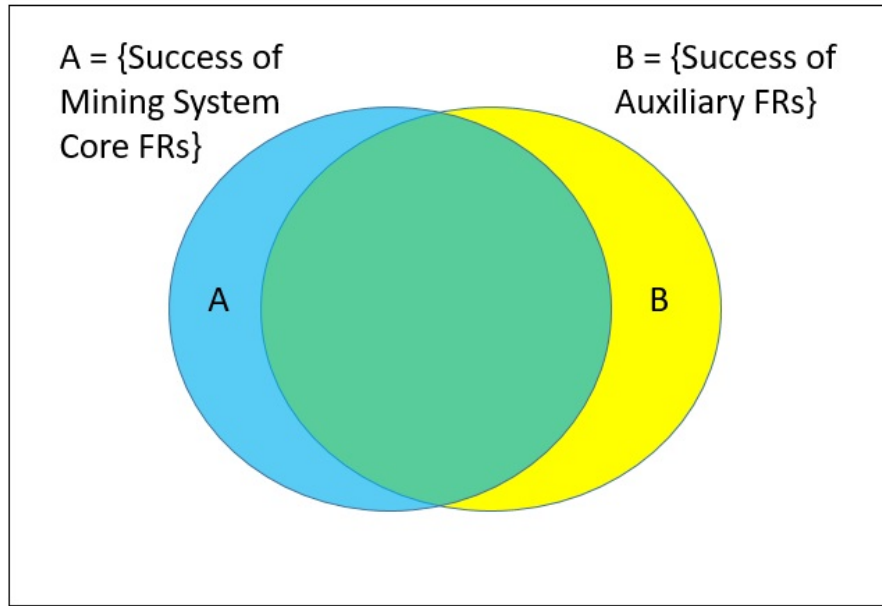 A = {Success of
Mining System
Core FRs}
B = {Success of
Auxiliary FRs}
A
B